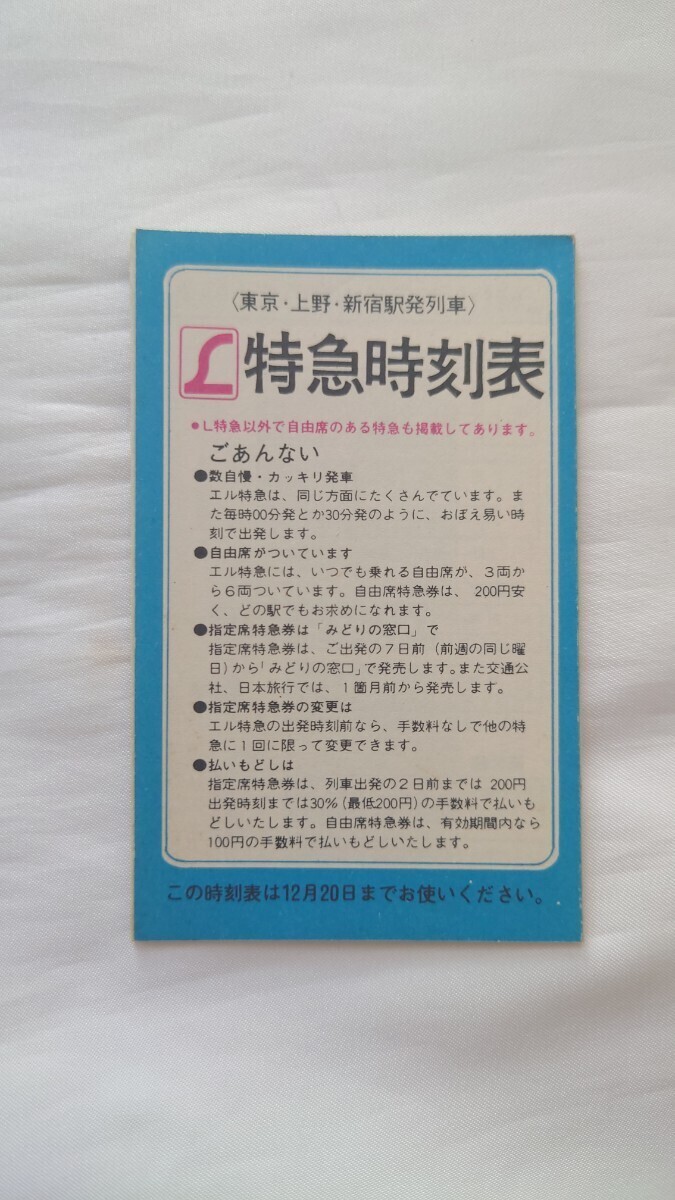 〈東京・上野・新宿駅発列車〉
L特急時刻表
●L特急以外で自由席のある特急も掲載してあります。
ごあんない
●数自慢・カッキリ発車
エル特急は、同じ方面にたくさんでています。ま
た毎時00分発とか30分発のように、おぼえ易い時
刻で出発します。
●自由席がついています
エル特急には、いつでも乗れる自由席が、3両か
ら6両ついています。自由席特急券は、200円安
く、どの駅でもお求めになれます。
●指定席特急券は「みどりの窓口」で
指定席特急券は、ご出発の7日前(前週の同じ曜
日)から「みどりの窓口」で発売します。また交通公
社、日本旅行では、1箇月前から発売します。
●指定席特急券の変更は
エル特急の出発時刻前なら、手数料なしで他の特
急に1回に限って変更できます。
●払いもどしは
指定席特急券は、列車出発の2日前までは 200円
出発時刻までは30%(最低200円)の手数料で払いも
どしいたします。自由席特急券は、有効期間内なら
100円の手数料で払いもどしいたします。
この時刻表は12月20日までお使いください。